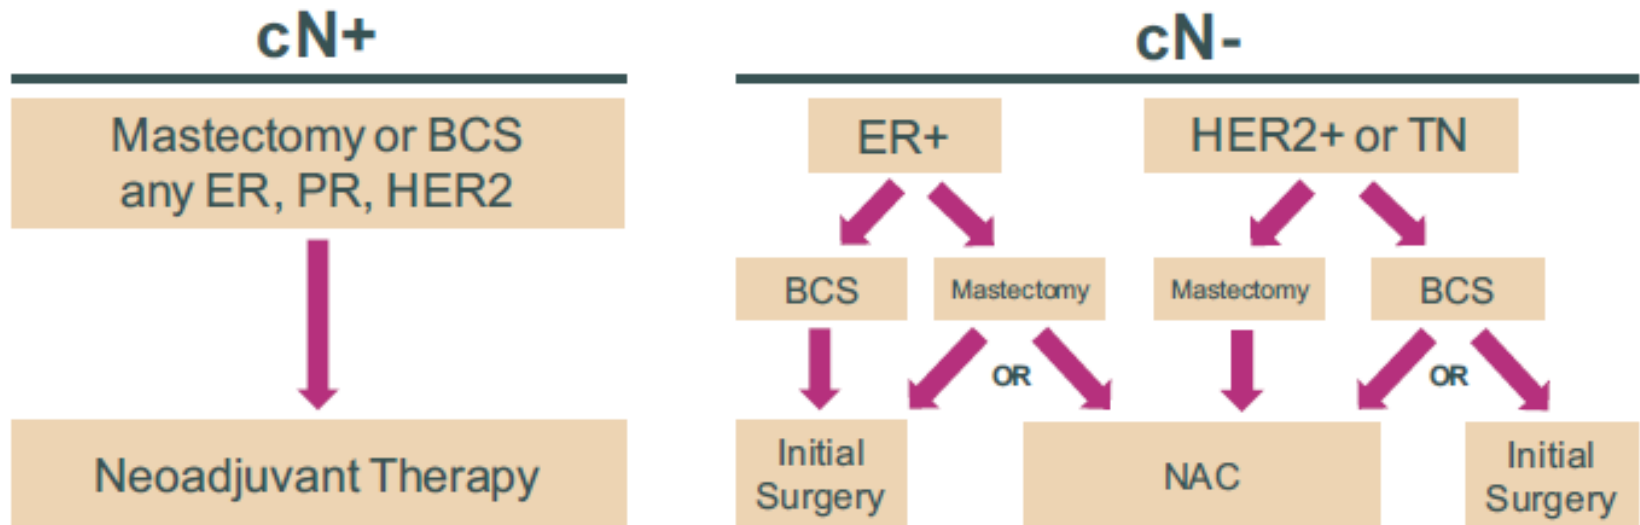 cN+
Mastectomy or BCS
any ER, PR, HER2
Neoadjuvant Therapy
cN-
ER+
HER2+ or TN
BCS
Mastectomy
Mastectomy
BCS
OR
OR
Initial
Surgery
NAC
Initial
Surgery